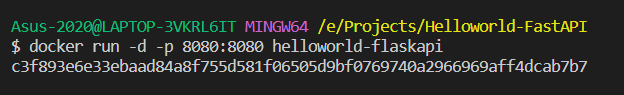 Asus-2020@LAPTOP-3VKRL6IT MINGW64 /e/Projects/Helloworld-FastAPI
$ docker run -d -p 8080:8080 helloworld-flaskapi
c3f893e6e33ebaad84a8f755d581f06505d9bf0769740a2966969aff4dcab7b7